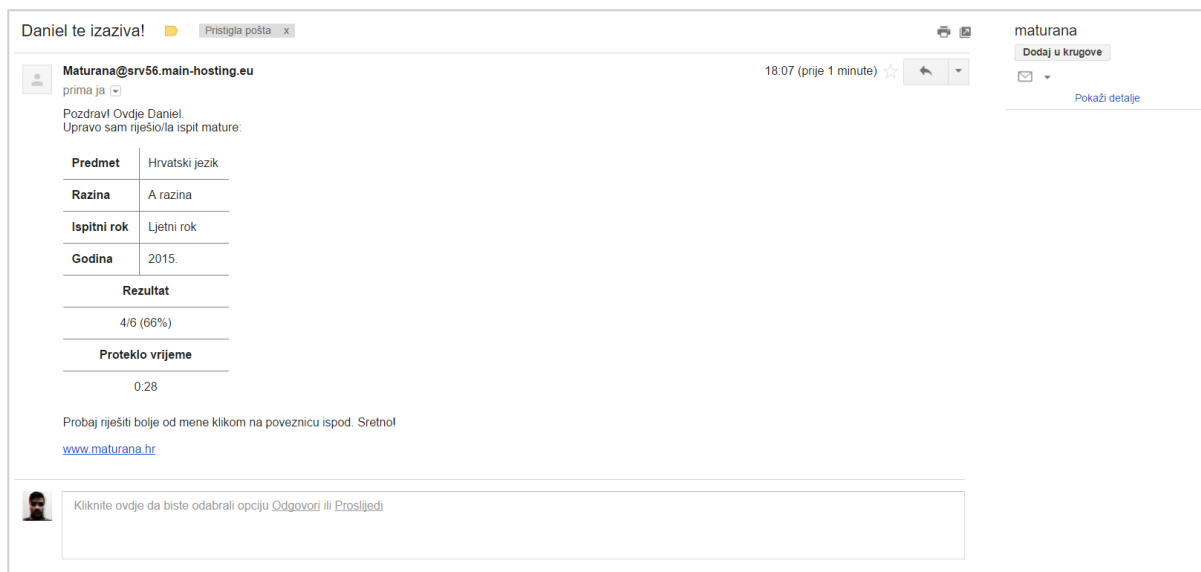 Daniel te izaziva!
Pristigla pošta x
Maturana@srv56.main-hosting.eu
18:07 (prije 1 minute)
prima ja
Pozdrav! Ovdje Daniel.
Upravo sam riješio/la ispit mature:
Predmet Hrvatski jezik
Razina A razina
Ispitni rok Ljetni rok
Godina 2015.
Rezultat
4/6 (66%)
Proteklo vrijeme
0:28
Probaj riješiti bolje od mene klikom na poveznicu ispod. Sretno!
www.maturana.hr
Kliknite ovdje da biste odabrali opciju Odgovori ili Proslijedi
maturana
Dodaj u krugove
Pokaži detalje